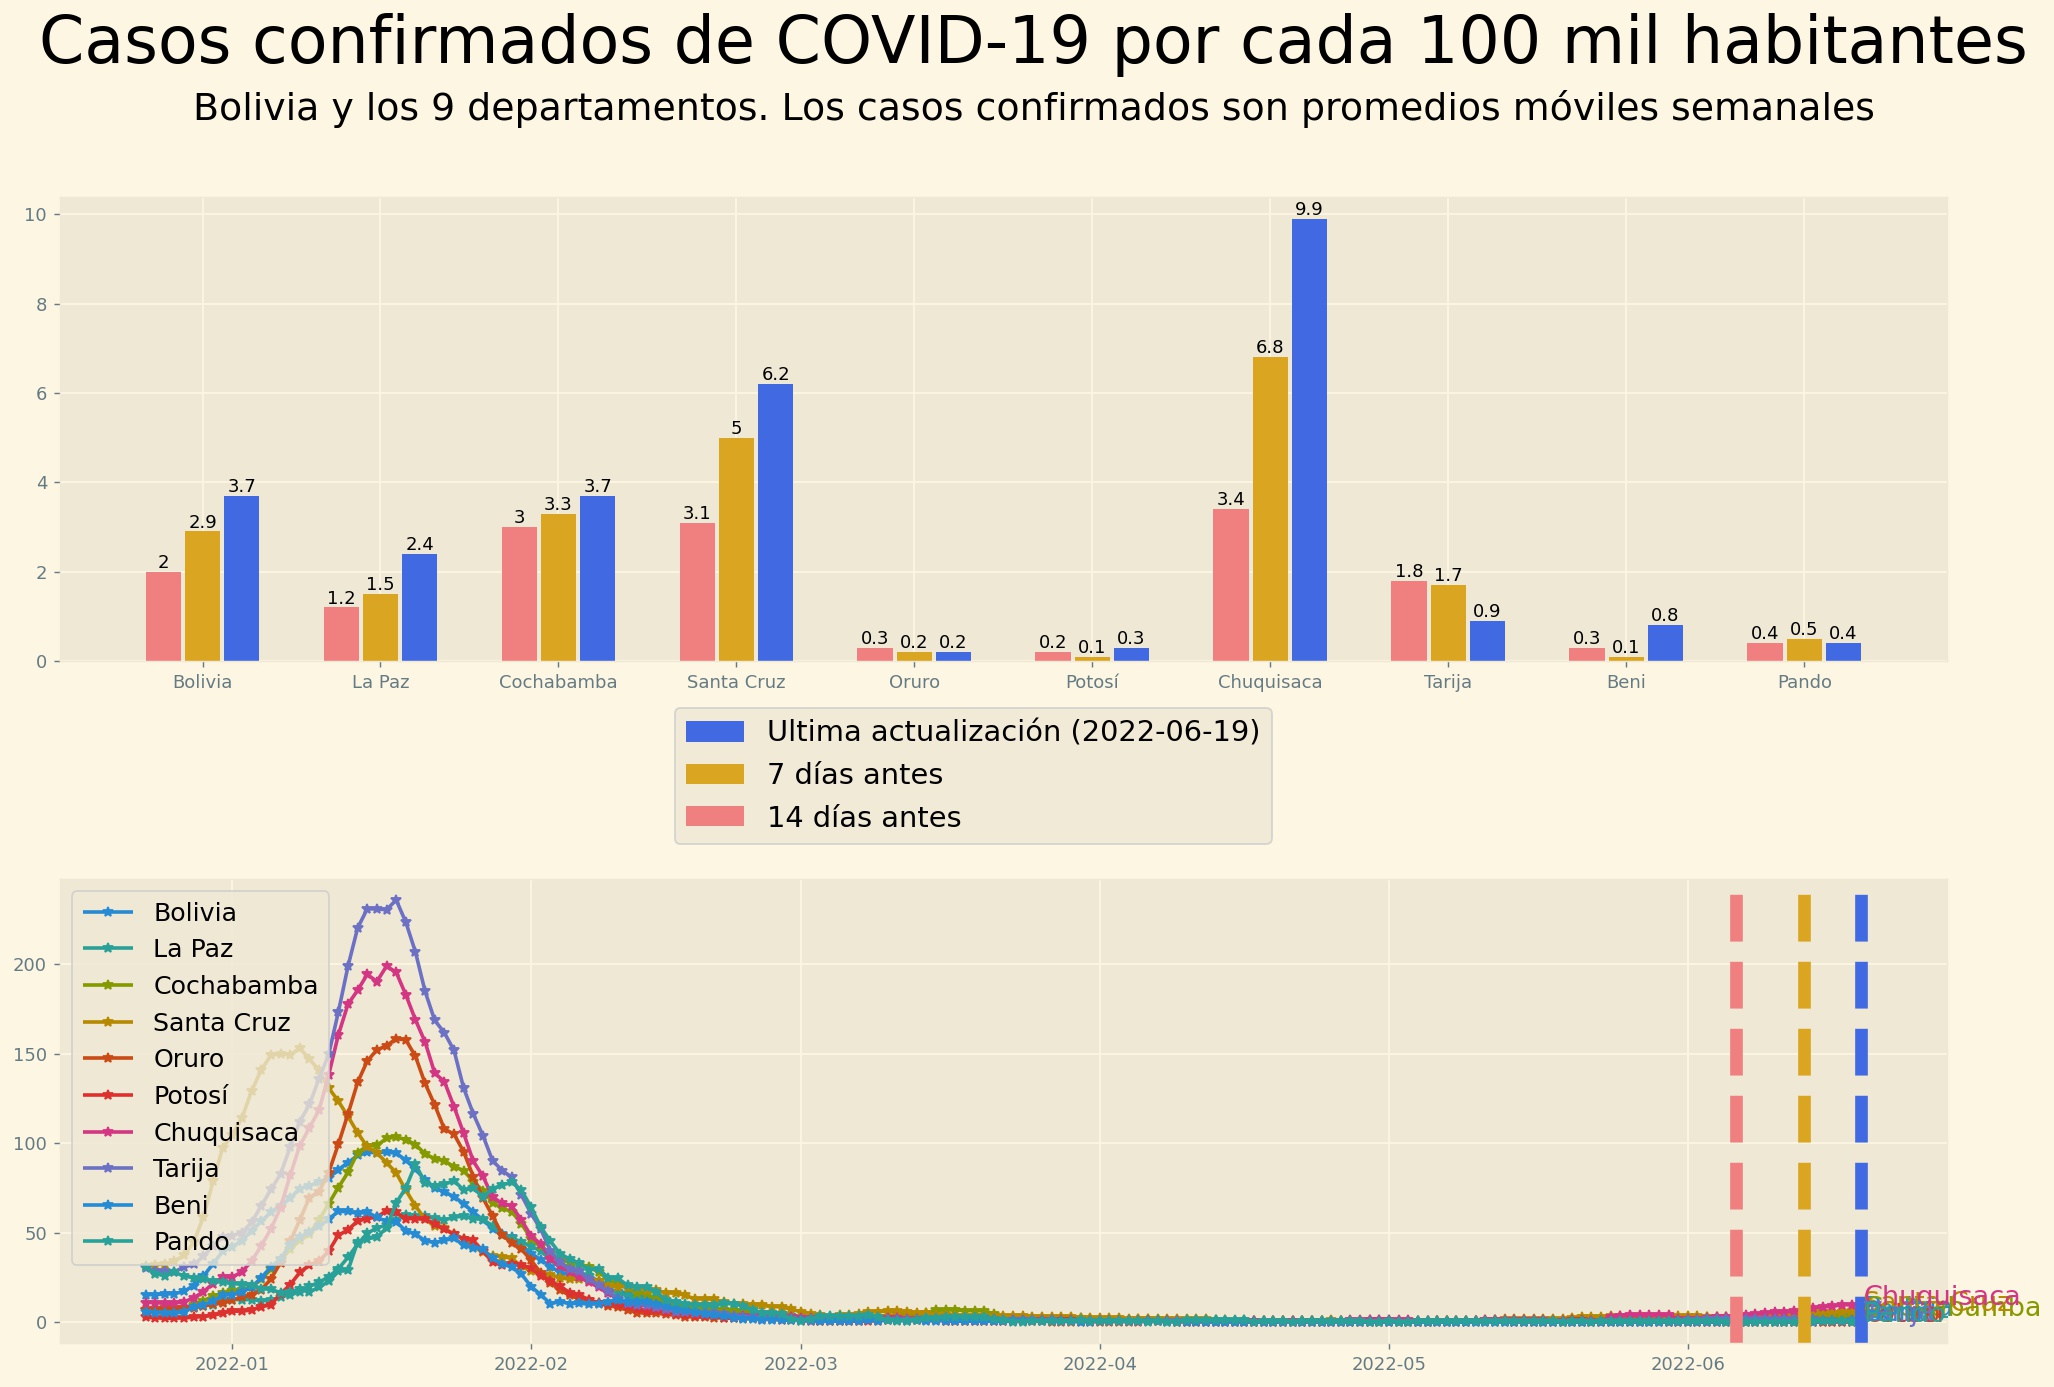 Casos confirmados de COVID-19 por cada 100 mil habitantes
Bolivia y los 9 departamentos. Los casos confirmados son promedios móviles semanales
10
8
6
4
2
0
2 2.9 3.7
1.2 1.5 2.4
3 3.3 3.7
3.1 5 6.2
0.3 0.2 0.2
0.2 0.1 0.3
3.4 6.8 9.9
1.8 1.7 0.9
0.3 0.1 0.8
0.4 0.5 0.4
Bolivia La Paz Cochabamba Santa Cruz Oruro Potosí Chuquisaca Tarija Beni Pando
Ultima actualización (2022-06-19)
7 días antes
14 días antes
200
150
100
50
0
Bolivia
La Paz
Cochabamba
Santa Cruz
Oruro
Potosí
Chuquisaca
Tarija
Beni
Pando
Chuquisaca
2022-01 2022-02 2022-03 2022-04 2022-05 2022-06